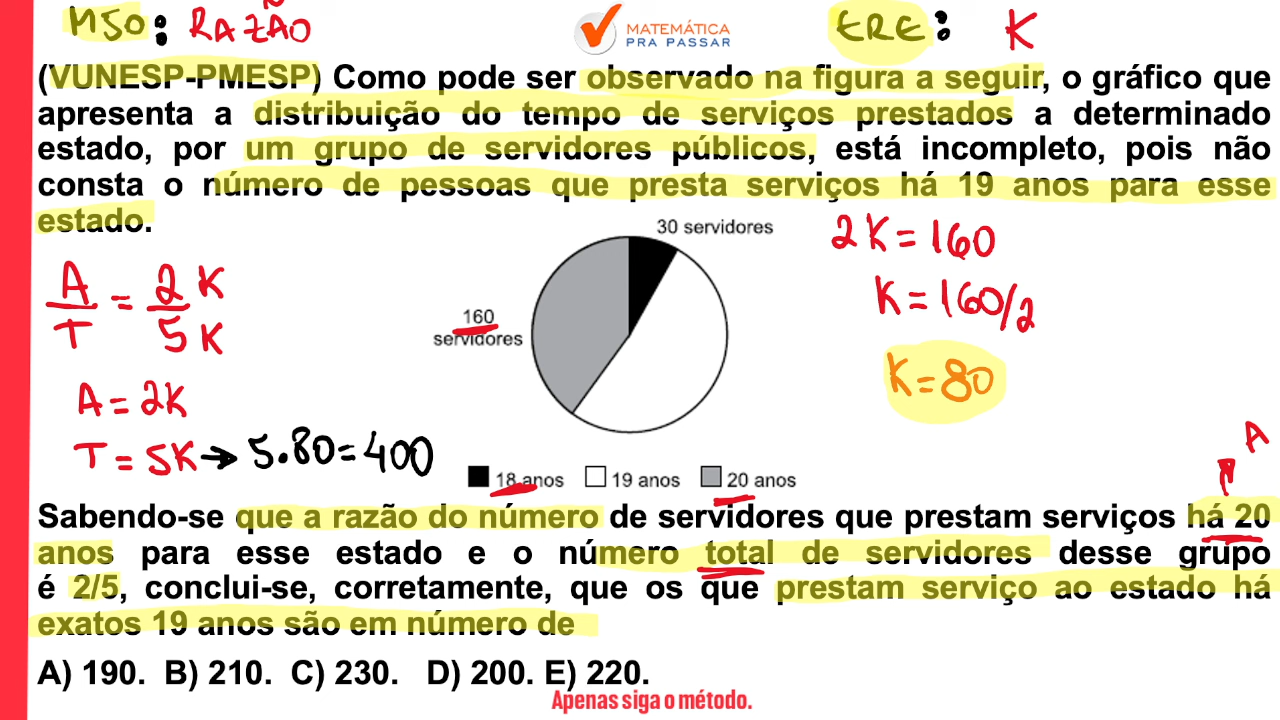 MSO: RAZÃO
MATEMÁTICA
PRA PASSAR
ERE: K
(VUNESP-PMESP) Como pode ser observado na figura a seguir, o gráfico que
apresenta a distribuição do tempo de serviços prestados a determinado
estado, por um grupo de servidores públicos, está incompleto, pois não
consta o número de pessoas que presta serviços há 19 anos para esse
estado.
30 servidores
160
servidores
A/T = 2K/5K
A = 2K
T = 5K → 5.80 = 400
2K = 160
K = 160/2
K = 80
18 anos 19 anos 20 anos
A
Sabendo-se que a razão do número de servidores que prestam serviços há 20
anos para esse estado e o número total de servidores desse grupo
é 2/5, conclui-se, corretamente, que os que prestam serviço ao estado há
exatos 19 anos são em número de
A) 190. B) 210. C) 230. D) 200. E) 220.
Apenas siga o método.